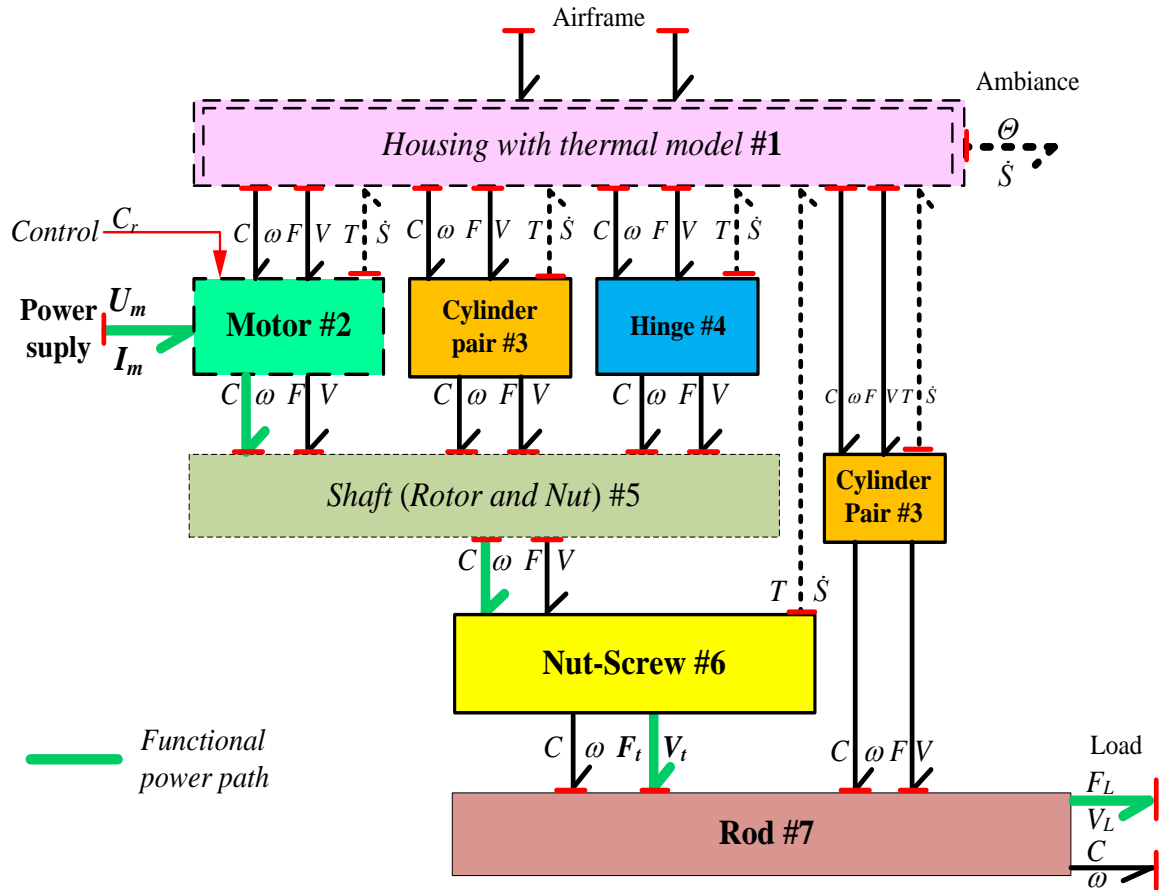 Airframe
Ambiance
Housing with thermal model #1
Θ
Ṡ
Control C_r
C ω F V T Ṡ
C ω F V T Ṡ
C ω F V T Ṡ
Power
suply
U_m
I_m
Motor #2
Cylinder
pair #3
Hinge #4
C ω F V
C ω F V
C ω F V
C ω F V T Ṡ
Shaft (Rotor and Nut) #5
Cylinder
Pair #3
C ω F V
T Ṡ
Nut-Screw #6
Functional
power path
C ω F_t V_t
C ω F V
Load
F_L
V_L
C
ω
Rod #7